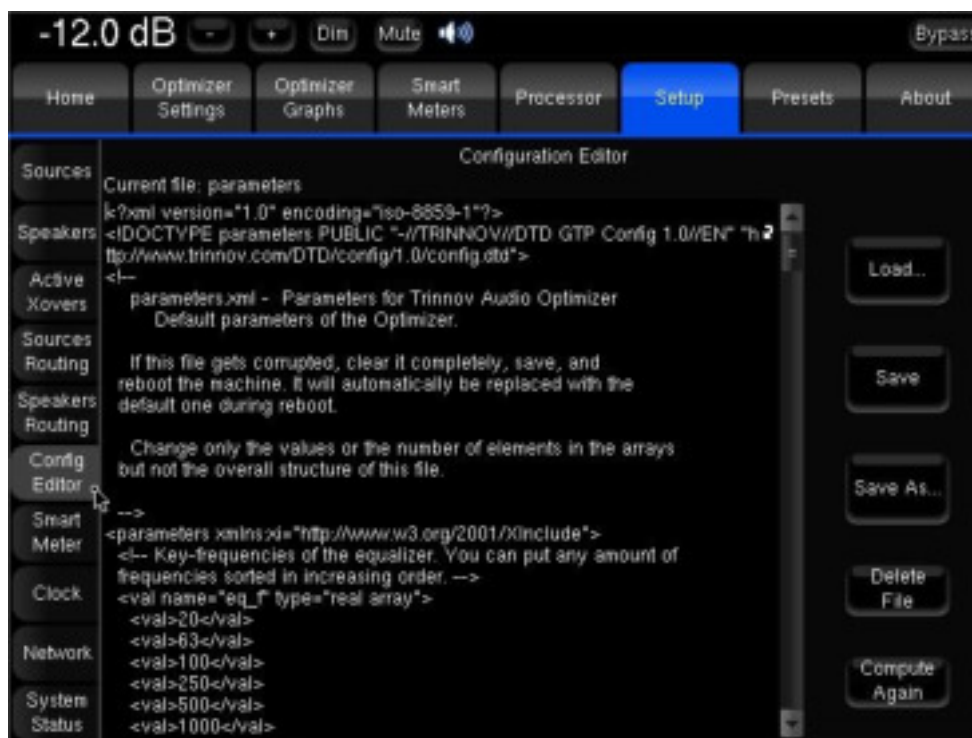 -12.0 dB - + Dim Mute Bypass
Home
Optimizer
Settings
Optimizer
Graphs
Smart
Meters
Processor
Setup
Presets
About
Sources
Speakers
Active
Xovers
Sources
Routing
Speakers
Routing
Config
Editor
Smart
Meter
Clock
Network
System
Status
Configuration Editor
Current file: parameters
<?xml version="1.0" encoding="iso-8859-1"?>
<!DOCTYPE parameters PUBLIC "-//TRINNOV//DTD GTP Config 1.0//EN" "h
ttp://www.trinnov.com/DTD/config/1.0/config.dtd">
<!--
parameters.xml - Parameters for Trinnov Audio Optimizer
Default parameters of the Optimizer.
If this file gets corrupted, clear it completely, save, and
reboot the machine. It will automatically be replaced with the
default one during reboot.
Change only the values or the number of elements in the arrays
but not the overall structure of this file.
-->
<parameters xmlns:xi="http://www.w3.org/2001/XInclude">
<!-- Key-frequencies of the equalizer. You can put any amount of
frequencies sorted in increasing order. -->
<val name="eq_f" type="real array">
<val>20</val>
<val>63</val>
<val>100</val>
<val>250</val>
<val>500</val>
<val>1000</val>
Load...
Save
Save As...
Delete
File
Compute
Again